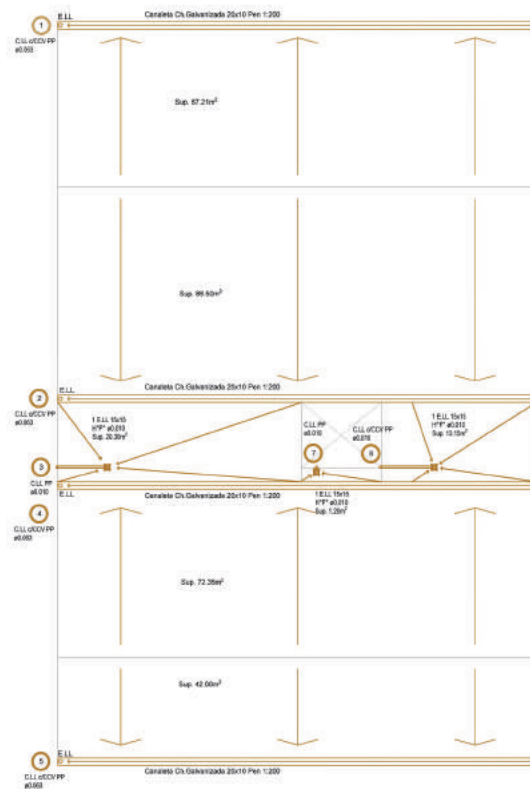 Canaleta Ch.Galvanizada 20x10 Pen 1:200
E.LL
1
C.LL c/CCV PP
ø0.063
Sup. 67.21m²
Sup. 86.50m²
Canaleta Ch.Galvanizada 20x10 Pen 1:200
E.LL
2
C.LL c/CCV PP
ø0.063
1 E.LL 15x15
H°F° ø0.010
Sup. 20.30m²
C.LL PP
ø0.010
C.LL c/CCV PP
ø0.010
1 E.LL 15x15
H°F° ø0.010
Sup. 13.15m²
7
6
3
C.LL PP
ø0.010
E.LL
Canaleta Ch.Galvanizada 20x10 Pen 1:200
1 E.LL 15x15
H°F° ø0.010
Sup. 1.20m²
4
C.LL c/CCV PP
ø0.063
Sup. 72.35m²
Sup. 42.00m²
E.LL
5
Canaleta Ch.Galvanizada 20x10 Pen 1:200
C.LL c/CCV PP
ø0.063